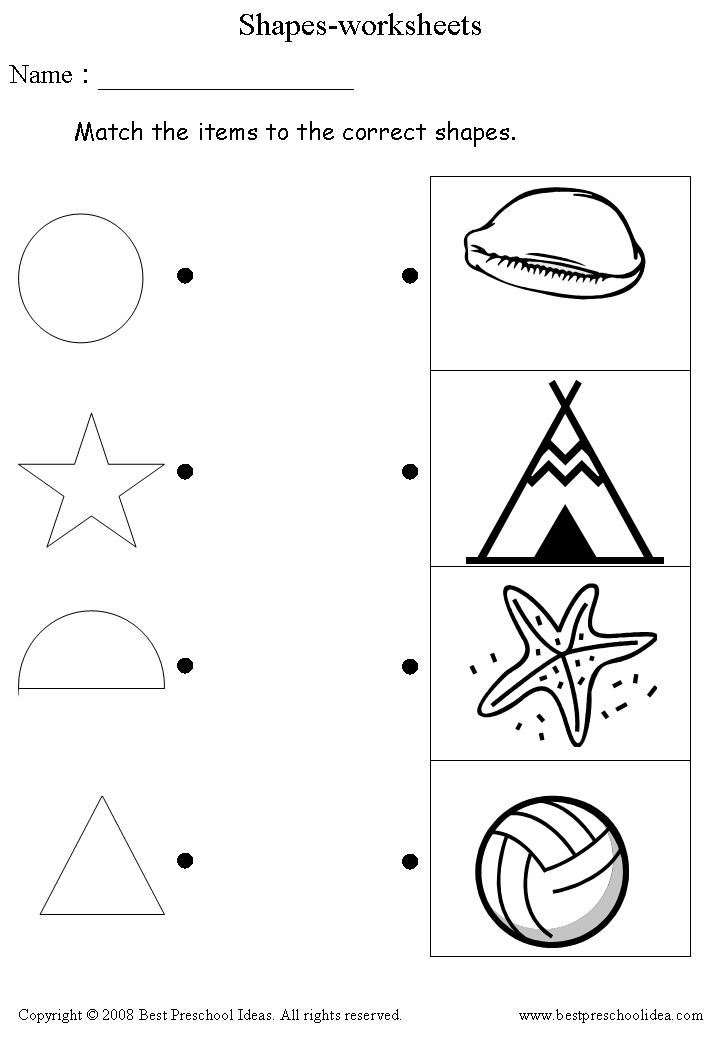 Shapes-worksheets
Name : ____________________
Match the items to the correct shapes.
Copyright © 2008 Best Preschool Ideas. All rights reserved. www.bestpreschoolidea.com